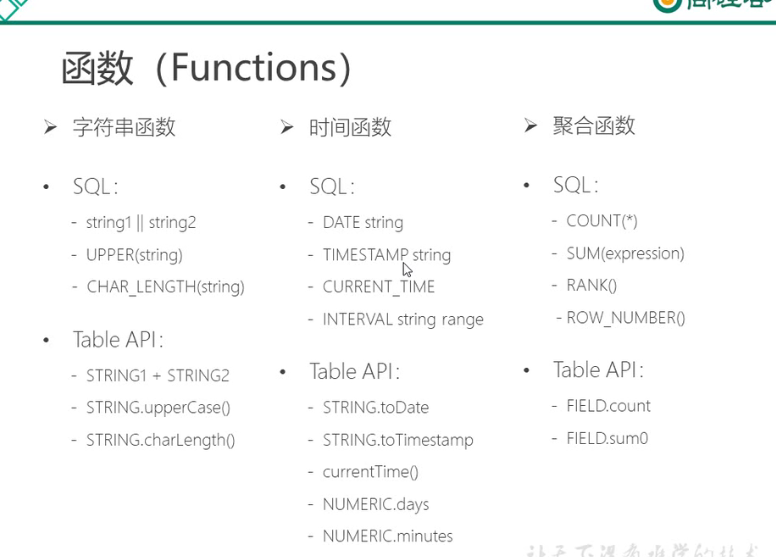 函数（Functions）
➢ 字符串函数
• SQL：
- string1 || string2
- UPPER(string)
- CHAR_LENGTH(string)
• Table API：
- STRING1 + STRING2
- STRING.upperCase()
- STRING.charLength()
➢ 时间函数
• SQL：
- DATE string
- TIMESTAMP string
- CURRENT_TIME
- INTERVAL string range
• Table API：
- STRING.toDate
- STRING.toTimestamp
- currentTime()
- NUMERIC.days
- NUMERIC.minutes
➢ 聚合函数
• SQL：
- COUNT(*)
- SUM(expression)
- RANK()
- ROW_NUMBER()
• Table API：
- FIELD.count
- FIELD.sum0